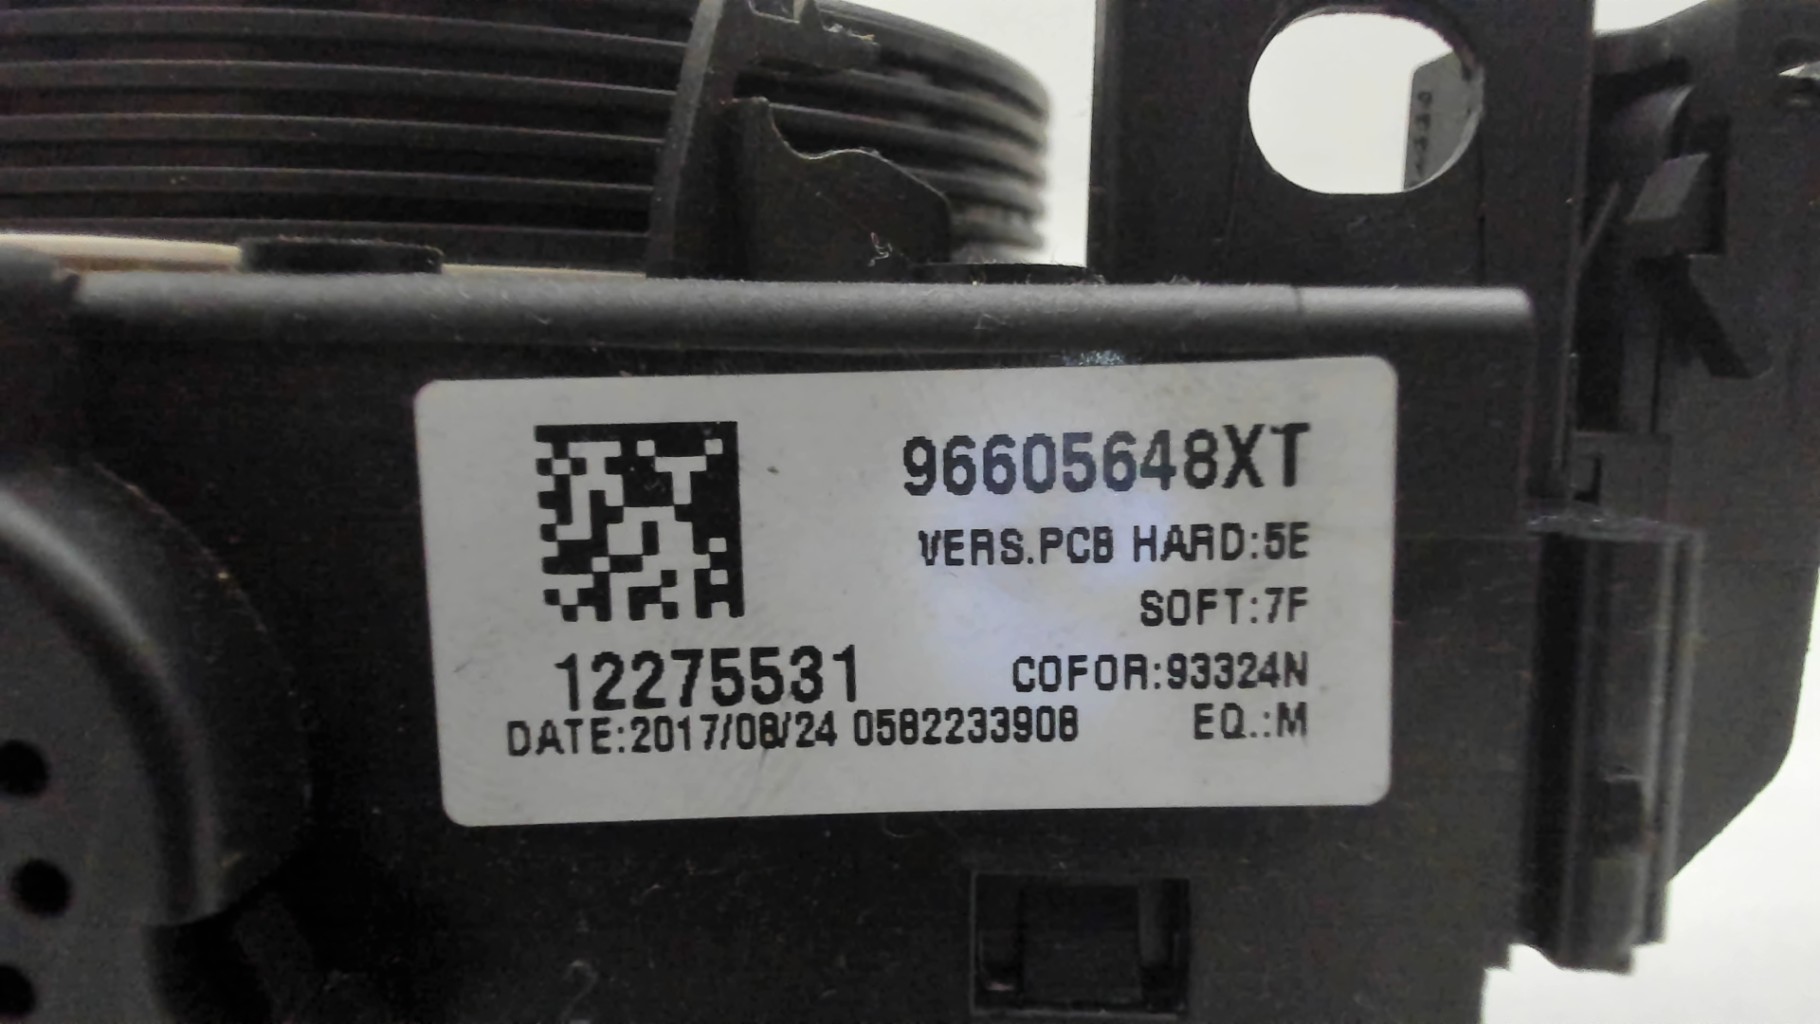 96605648XT
VERS.PCB HARD:5E
SOFT:7F
12275531
COFOR:93324N
DATE:2017/08/24 0582233908
EQ.:M